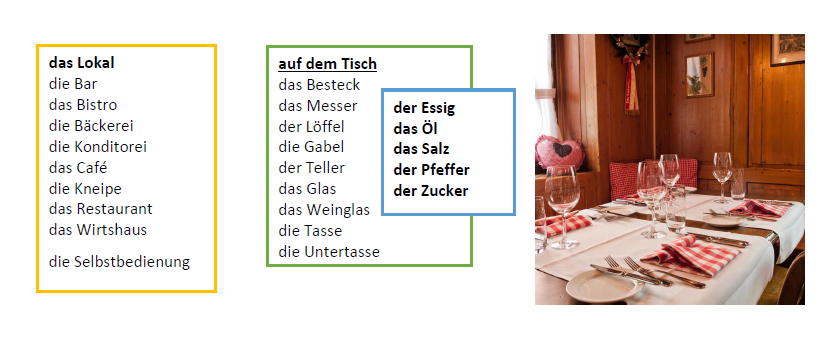 das Lokal
die Bar
das Bistro
die Bäckerei
die Konditorei
das Café
die Kneipe
das Restaurant
das Wirtshaus
die Selbstbedienung
auf dem Tisch
das Besteck
das Messer
der Löffel
die Gabel
der Teller
das Glas
das Weinglas
die Tasse
die Untertasse
der Essig
das Öl
das Salz
der Pfeffer
der Zucker